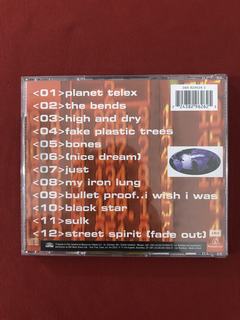 <01>planet telex
<02>the bends
<03>high and dry
<04>fake plastic trees
<05>bones
<06>(nice dream)
<07>just
<08>my iron lung
<09>bullet proof..i wish i was
<10>black star
<11>sulk
<12>street spirit (fade out)